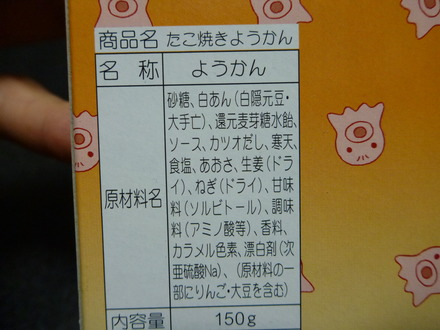 商品名 たこ焼きようかん
名称 ようかん
原材料名
砂糖、白あん(白隠元豆・
大手亡)、還元麦芽糖水飴、
ソース、カツオだし、寒天、
食塩、あおさ、生姜(ドラ
イ)、ねぎ(ドライ)、甘味
料(ソルビトール)、調味
料(アミノ酸等)、香料、
カラメル色素、漂白剤(次
亜硫酸Na)、(原材料の一
部にりんご・大豆を含む)
内容量 150g